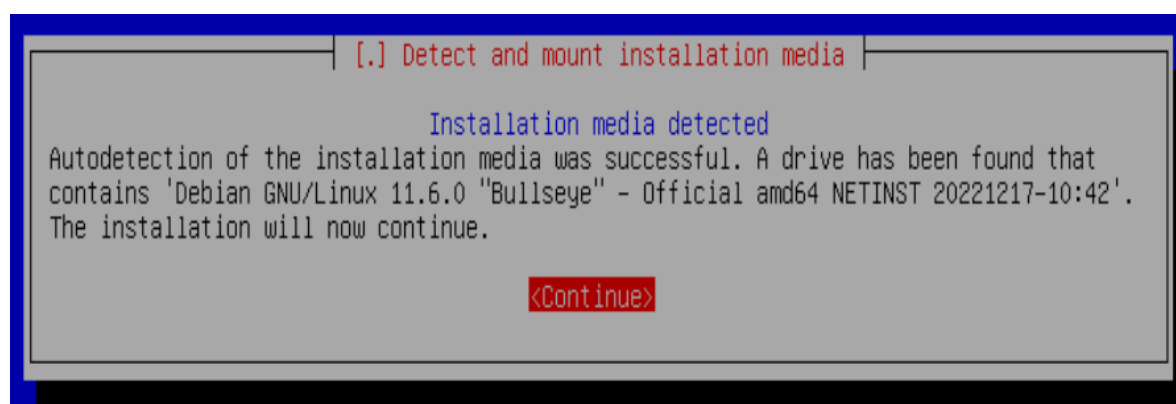 [.] Detect and mount installation media
Installation media detected
Autodetection of the installation media was successful. A drive has been found that
contains 'Debian GNU/Linux 11.6.0 "Bullseye" - Official amd64 NETINST 20221217-10:42'.
The installation will now continue.
<Continue>